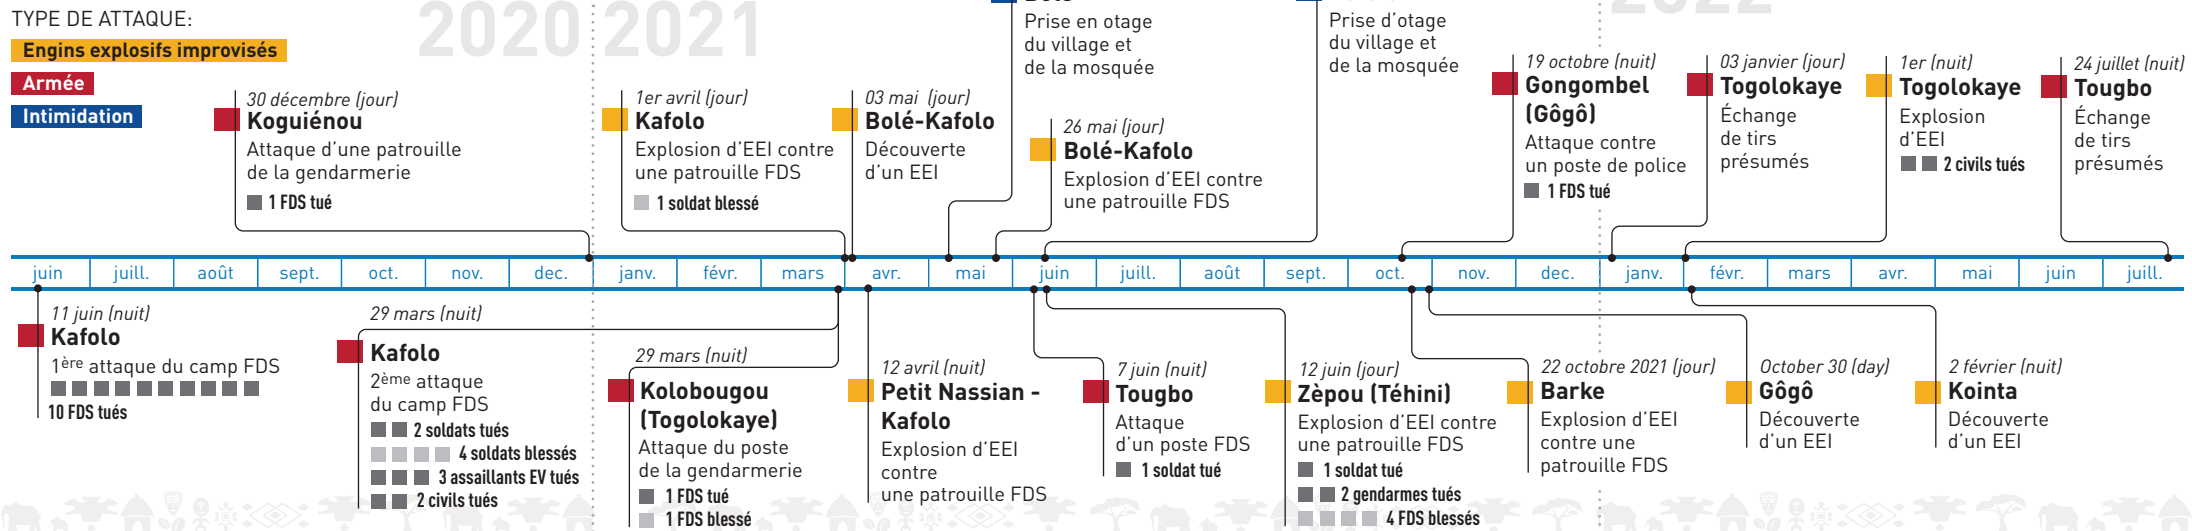 TYPE DE ATTAQUE:
Engins explosifs improvisés
Armée
Intimidation
2020 2021
2022
30 décembre (jour)
Koguiénou
Attaque d’une patrouille
de la gendarmerie
1 FDS tué
1er avril (jour)
Kafolo
Explosion d’EEI contre
une patrouille FDS
1 soldat blessé
03 mai (jour)
Bolé-Kafolo
Découverte
d’un EEI
Prise en otage
du village et
de la mosquée
26 mai (jour)
Bolé-Kafolo
Explosion d’EEI contre
une patrouille FDS
Prise d’otage
du village et
de la mosquée
19 octobre (nuit)
Gongombel
(Gôgô)
Attaque contre
un poste de police
1 FDS tué
03 janvier (jour)
Togolokaye
Échange
de tirs
présumés
1er (nuit)
Togolokaye
Explosion
d’EEI
2 civils tués
24 juillet (nuit)
Tougbo
Échange
de tirs
présumés
juin juill. août sept. oct. nov. dec. janv. févr. mars avr. mai juin juill. août sept. oct. nov. dec. janv. févr. mars avr. mai juin juill.
11 juin (nuit)
Kafolo
1ère attaque du camp FDS
10 FDS tués
29 mars (nuit)
Kafolo
2ème attaque
du camp FDS
2 soldats tués
4 soldats blessés
3 assaillants EV tués
2 civils tués
29 mars (nuit)
Kolobougou
(Togolokaye)
Attaque du poste
de la gendarmerie
1 FDS tué
1 FDS blessé
12 avril (nuit)
Petit Nassian -
Kafolo
Explosion d’EEI
contre
une patrouille FDS
7 juin (nuit)
Tougbo
Attaque
d’un poste FDS
1 soldat tué
12 juin (jour)
Zèpou (Téhini)
Explosion d’EEI contre
une patrouille FDS
1 soldat tué
2 gendarmes tués
4 FDS blessés
22 octobre 2021 (jour)
Barke
Explosion d’EEI
contre une
patrouille FDS
October 30 (day)
Gôgô
Découverte
d’un EEI
2 février (nuit)
Kointa
Découverte
d’un EEI